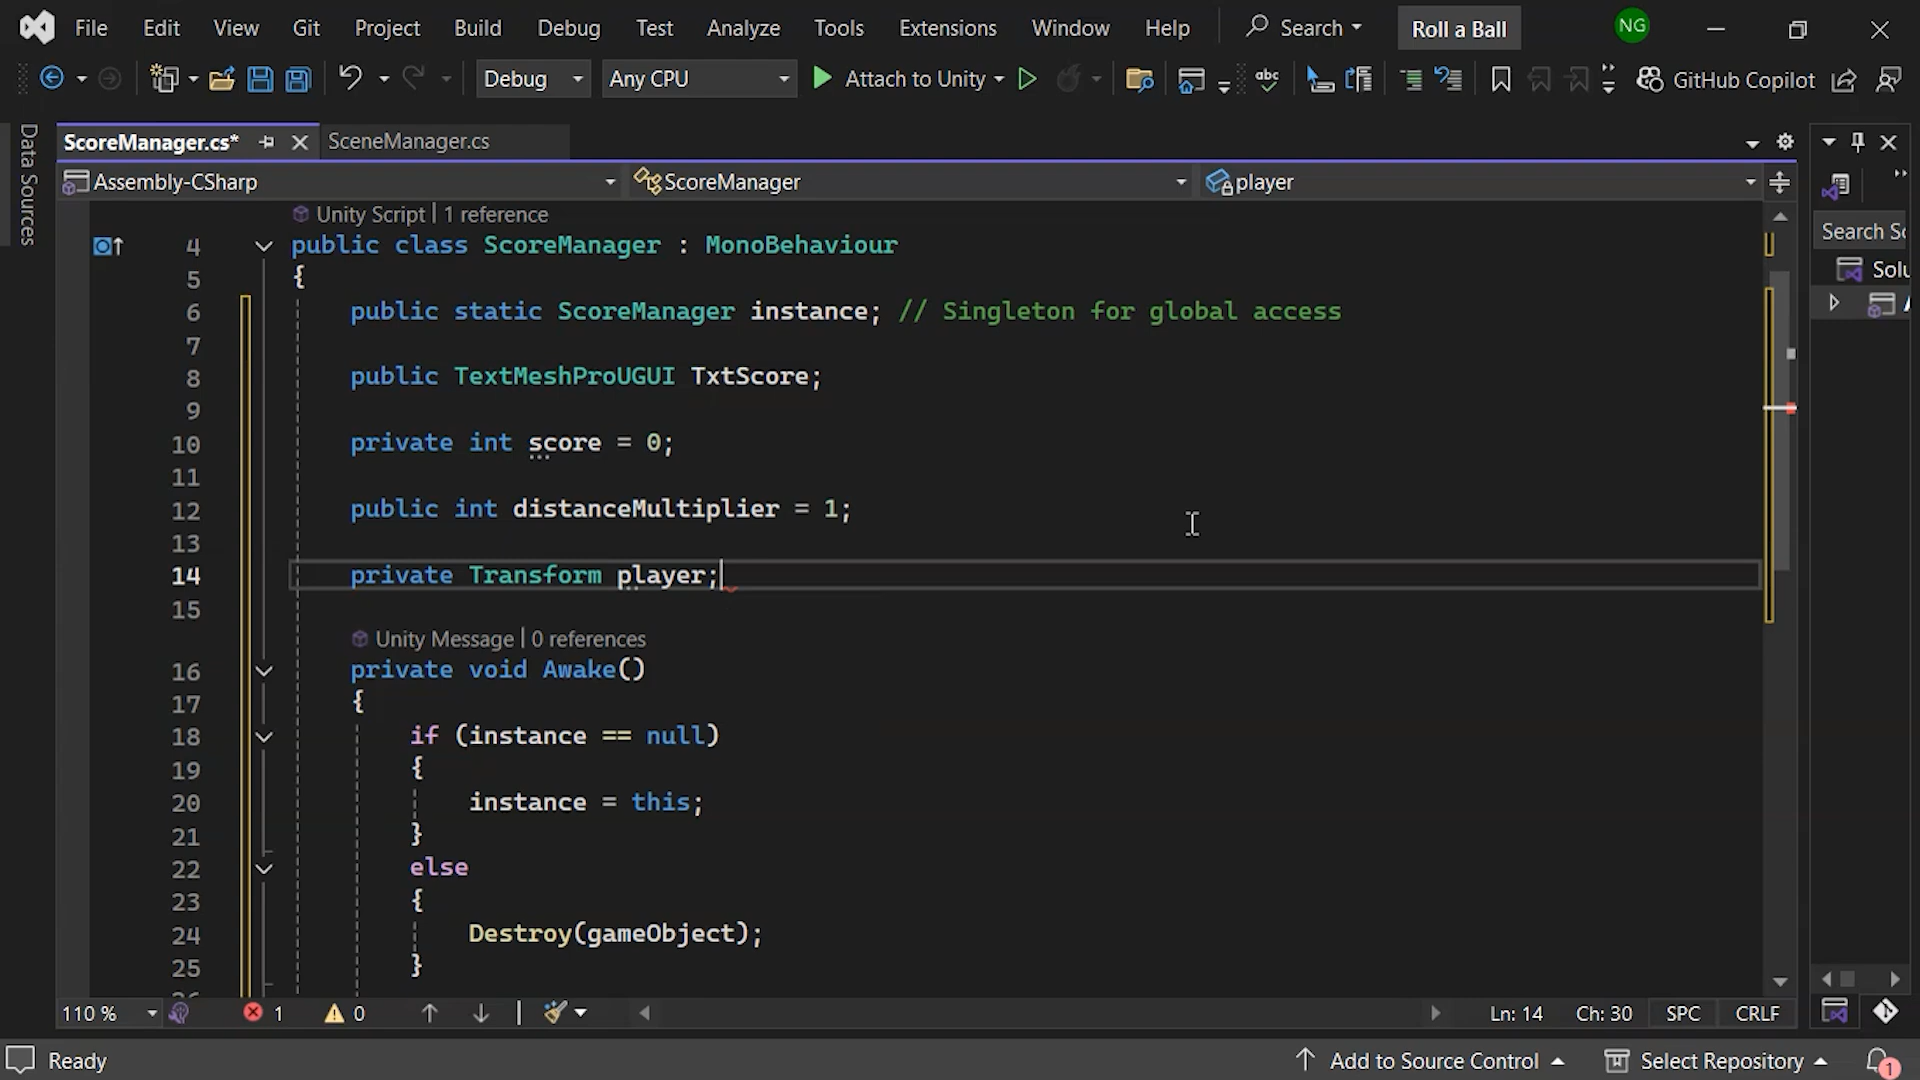 File Edit View Git Project Build Debug Test Analyze Tools Extensions Window Help Search Roll a Ball NG
Debug Any CPU Attach to Unity abc GitHub Copilot
ScoreManager.cs* SceneManager.cs
Data Sources
Assembly-CSharp ScoreManager player
Search So
Solu
Unity Script | 1 reference
4 public class ScoreManager : MonoBehaviour
5 {
6 public static ScoreManager instance; // Singleton for global access
7
8 public TextMeshProUGUI TxtScore;
9
10 private int score = 0;
11
12 public int distanceMultiplier = 1;
13
14 private Transform player;
15
Unity Message | 0 references
16 private void Awake()
17 {
18 if (instance == null)
19 {
20 instance = this;
21 }
22 else
23 {
24 Destroy(gameObject);
25 }
110 % 1 0 Ln: 14 Ch: 30 SPC CRLF
Ready Add to Source Control Select Repository 1